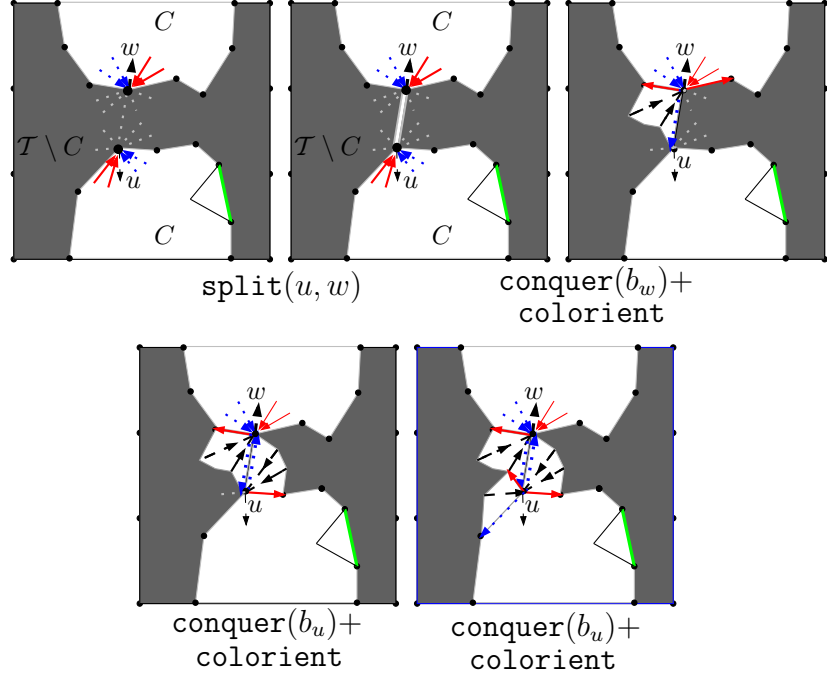 C C
w w w
𝒯 \ C 𝒯 \ C
u u u
C C
split(u, w) conquer(b_w)+
colorient
w w
u u
conquer(b_u)+ conquer(b_u)+
colorient colorient